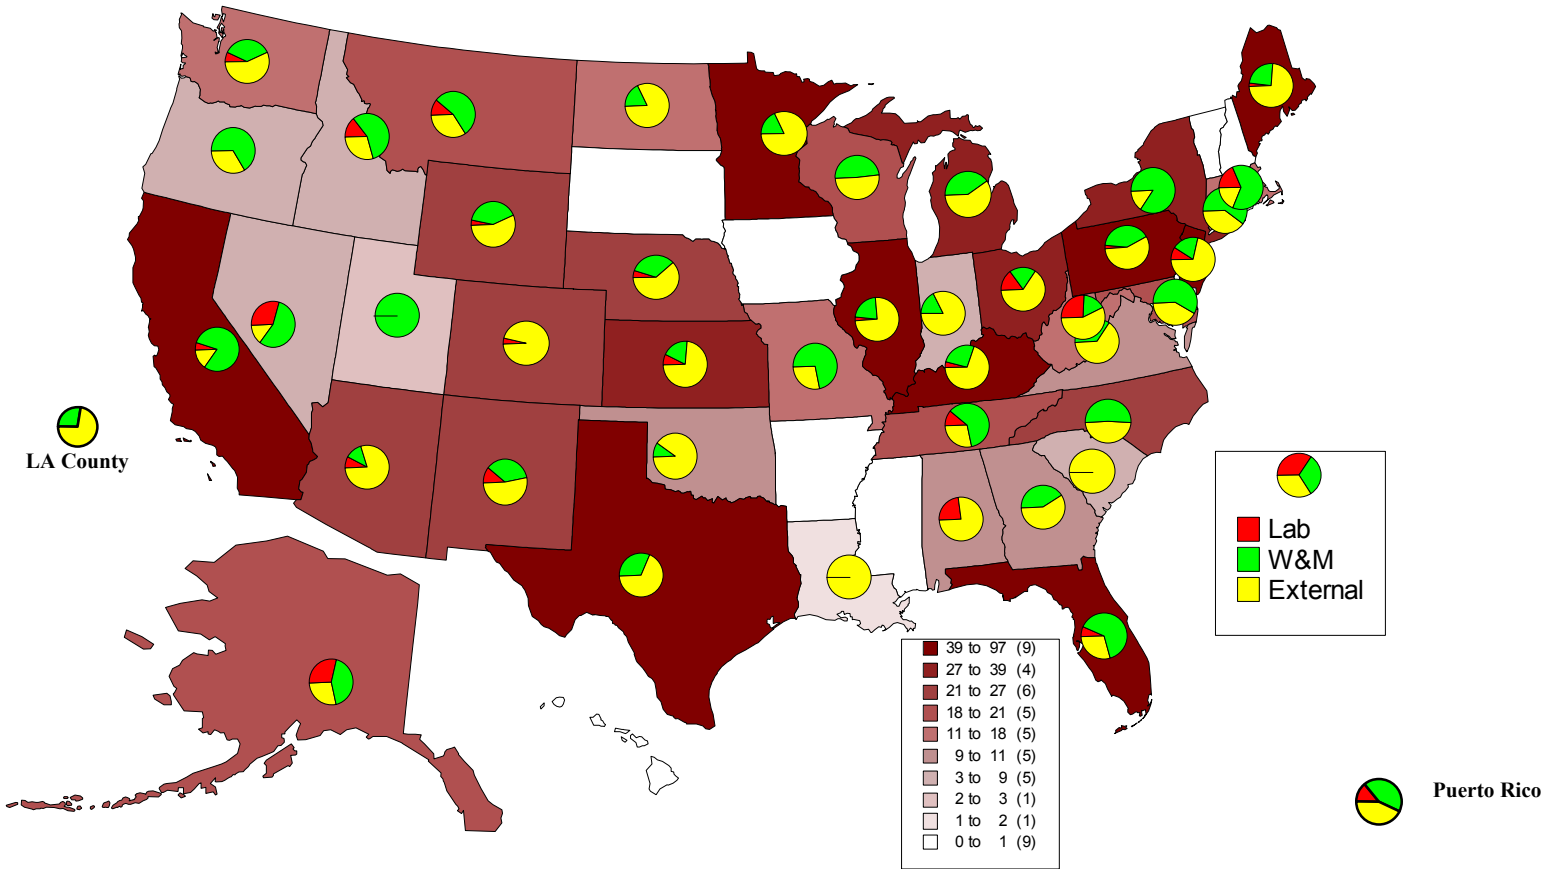 LA County
Lab
W&M
External
39 to 97 (9)
27 to 39 (4)
21 to 27 (6)
18 to 21 (5)
11 to 18 (5)
9 to 11 (5)
3 to 9 (5)
2 to 3 (1)
1 to 2 (1)
0 to 1 (9)
Puerto Rico